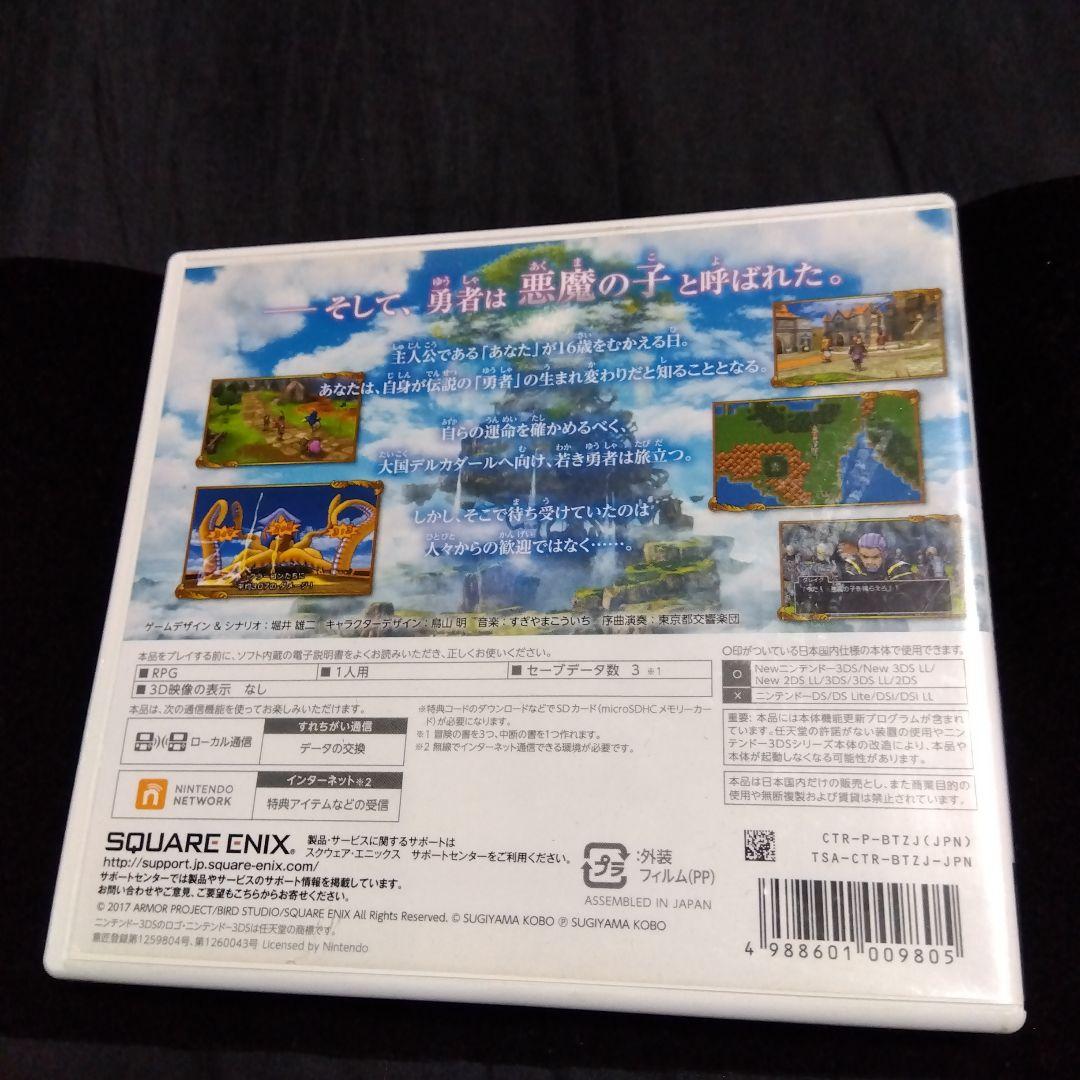 ――そして、勇者は悪魔の子と呼ばれた。
主人公である「あなた」が16歳をむかえる日。
あなたは、自身が伝説の「勇者」の生まれ変わりだと知ることとなる。
自らの運命を確かめるべく、
大国デルカダールへ向け、若き勇者は旅立つ。
しかし、そこで待ち受けていたのは
人々からの歓迎ではなく……。
グレイグ
ゲームデザイン & シナリオ：堀井 雄二 キャラクターデザイン：鳥山 明 音楽：すぎやまこういち 序曲演奏：東京都交響楽団
本品をプレイする前に、ソフト内蔵の電子説明書をよくお読みいただき、正しくお使いください。
■RPG ■1人用 ■セーブデータ数 3 ※1
■3D映像の表示 なし
本品は、次の通信機能を使ってお楽しみいただけます。
ローカル通信
すれちがい通信
データの交換
NINTENDO NETWORK
インターネット※2
特典アイテムなどの受信
※特典コードのダウンロードなどでSDカード(microSDHCメモリーカード)が必要になります。
※1 冒険の書を3つ、中断の書を1つ作れます。
※2 無線でインターネット通信できる環境が必要です。
○印がついている日本国内仕様の本体で使用できます。
○ Newニンテンドー3DS/New 3DS LL/
New 2DS LL/3DS/3DS LL/2DS
× ニンテンドーDS/DS Lite/DSi/DSi LL
重要：本品には本体機能更新プログラムが含まれ
ています。任天堂の許諾がない装置の使用やニン
テンドー3DSシリーズ本体の改造により、本品や
本体が起動しなくなる可能性があります。
本品は日本国内だけの販売とし、また商業目的の
使用や無断複製および賃貸は禁止されています。
SQUARE ENIX.
製品・サービスに関するサポートは
スクウェア・エニックス サポートセンターをご利用ください。
http://support.jp.square-enix.com/
サポートセンターでは製品やサービスのサポート情報を掲載しています。
お問い合わせやご意見、ご要望もこちらからお寄せください。
© 2017 ARMOR PROJECT/BIRD STUDIO/SQUARE ENIX All Rights Reserved. © SUGIYAMA KOBO ℗ SUGIYAMA KOBO
ニンテンドー3DSのロゴ・ニンテンドー3DSは任天堂の商標です。
意匠登録第1259804号、第1260043号 Licensed by Nintendo
プラ
:外装
フィルム(PP)
ASSEMBLED IN JAPAN
CTR-P-BTZJ(JPN)
TSA-CTR-BTZJ-JPN
4 988601 009805